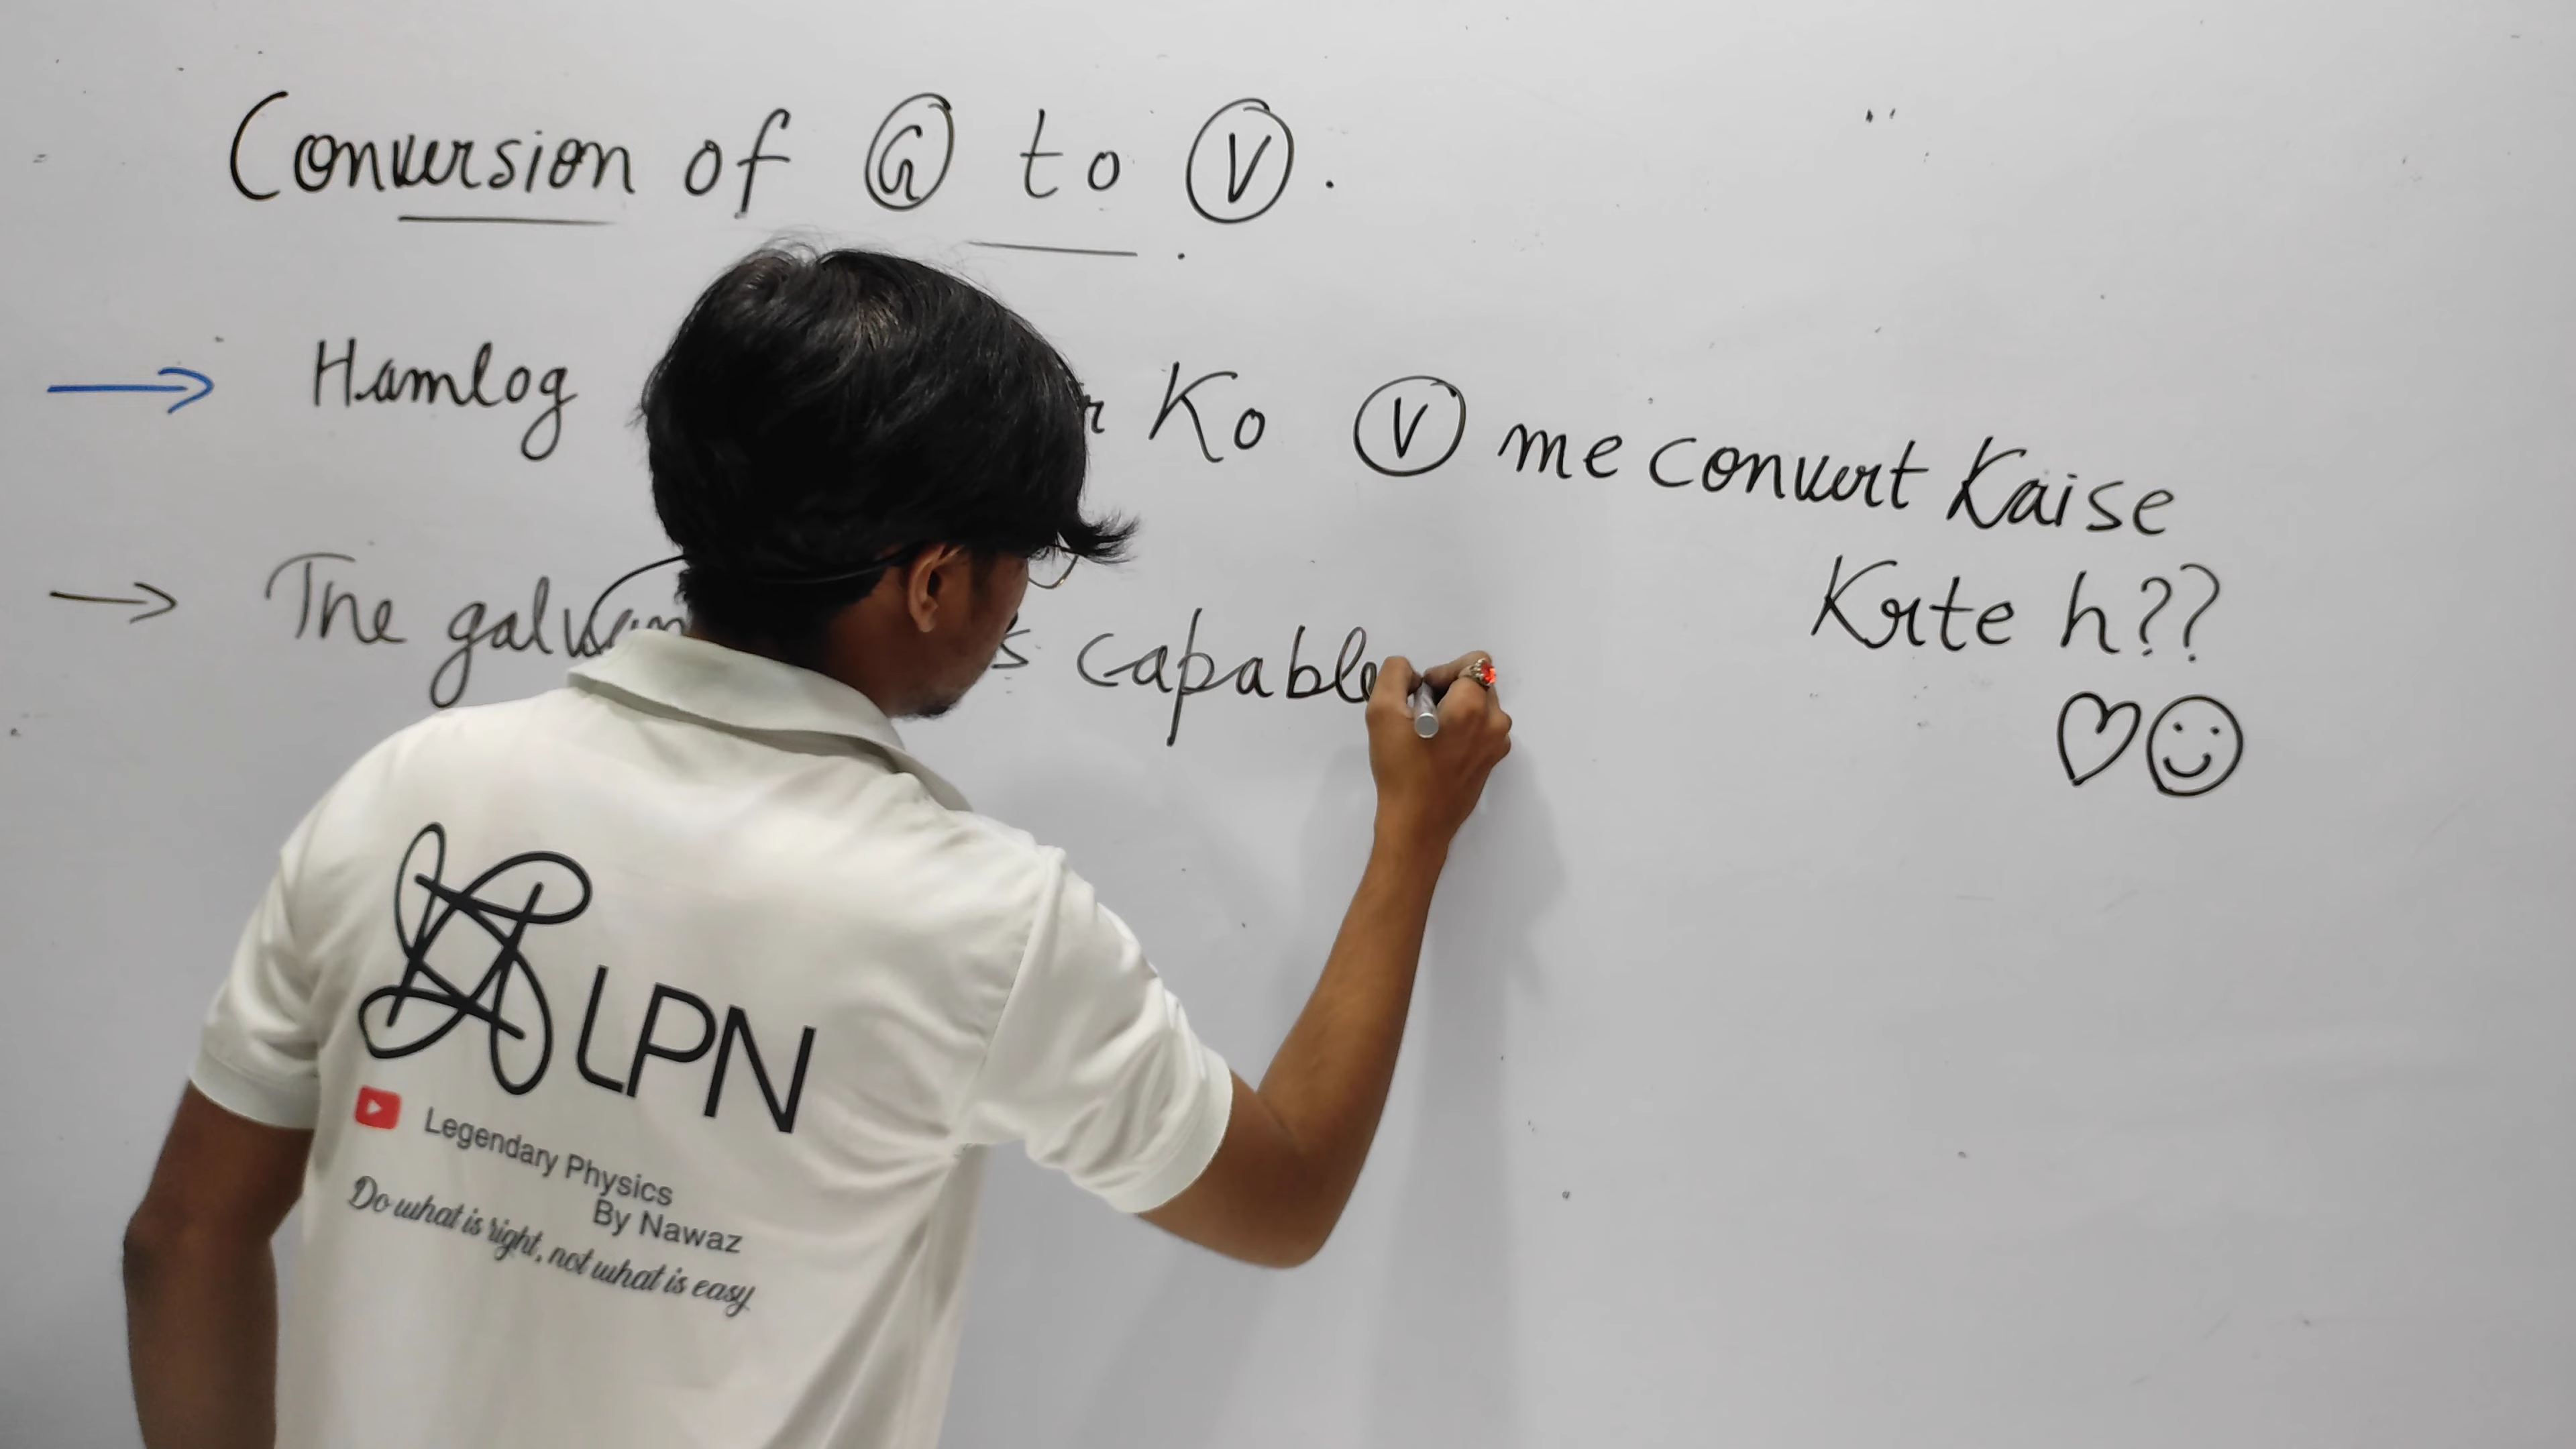 Conversion of G to V.
→ Hamlog Ko V me convert Kaise
Krte h??
→ The capable
LPN
Legendary Physics
By Nawaz
Do what is right, not what is easy